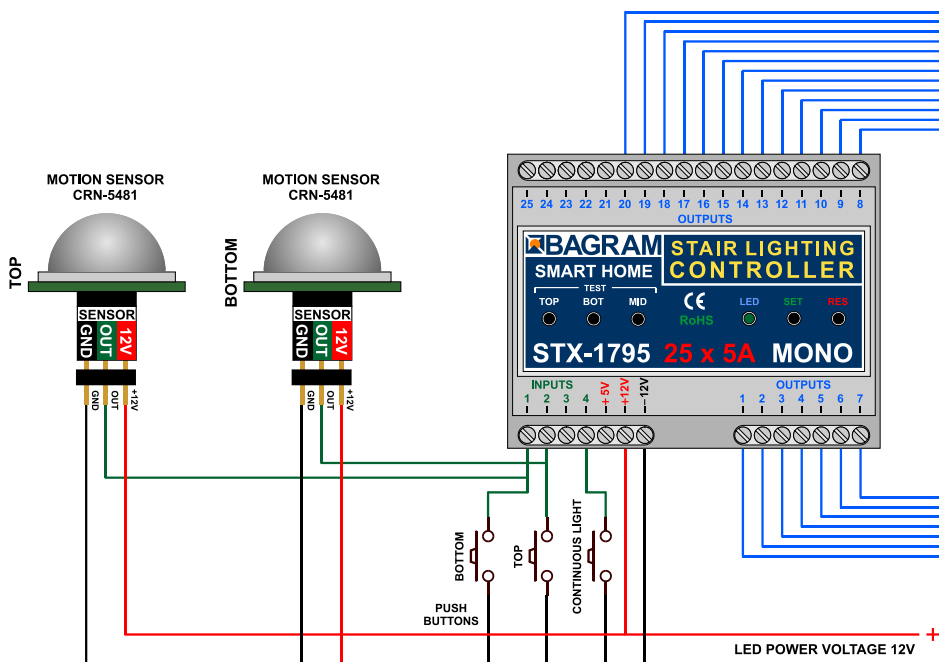 MOTION SENSOR
CRN-5481
TOP
SENSOR
GND
OUT
12V
GND
OUT
+12V
MOTION SENSOR
CRN-5481
BOTTOM
SENSOR
GND
OUT
12V
GND
OUT
+12V
25 24 23 22 21 20 19 18 17 16 15 14 13 12 11 10 9 8
OUTPUTS
BAGRAM
SMART HOME
STAIR LIGHTING
CONTROLLER
TEST
TOP BOT MID
CE
RoHS
LED SET RES
STX-1795 25 x 5A MONO
INPUTS
1 2 3 4 +5V +12V -12V
OUTPUTS
1 2 3 4 5 6 7
BOTTOM
TOP
CONTINUOUS LIGHT
PUSH
BUTTONS
+
LED POWER VOLTAGE 12V